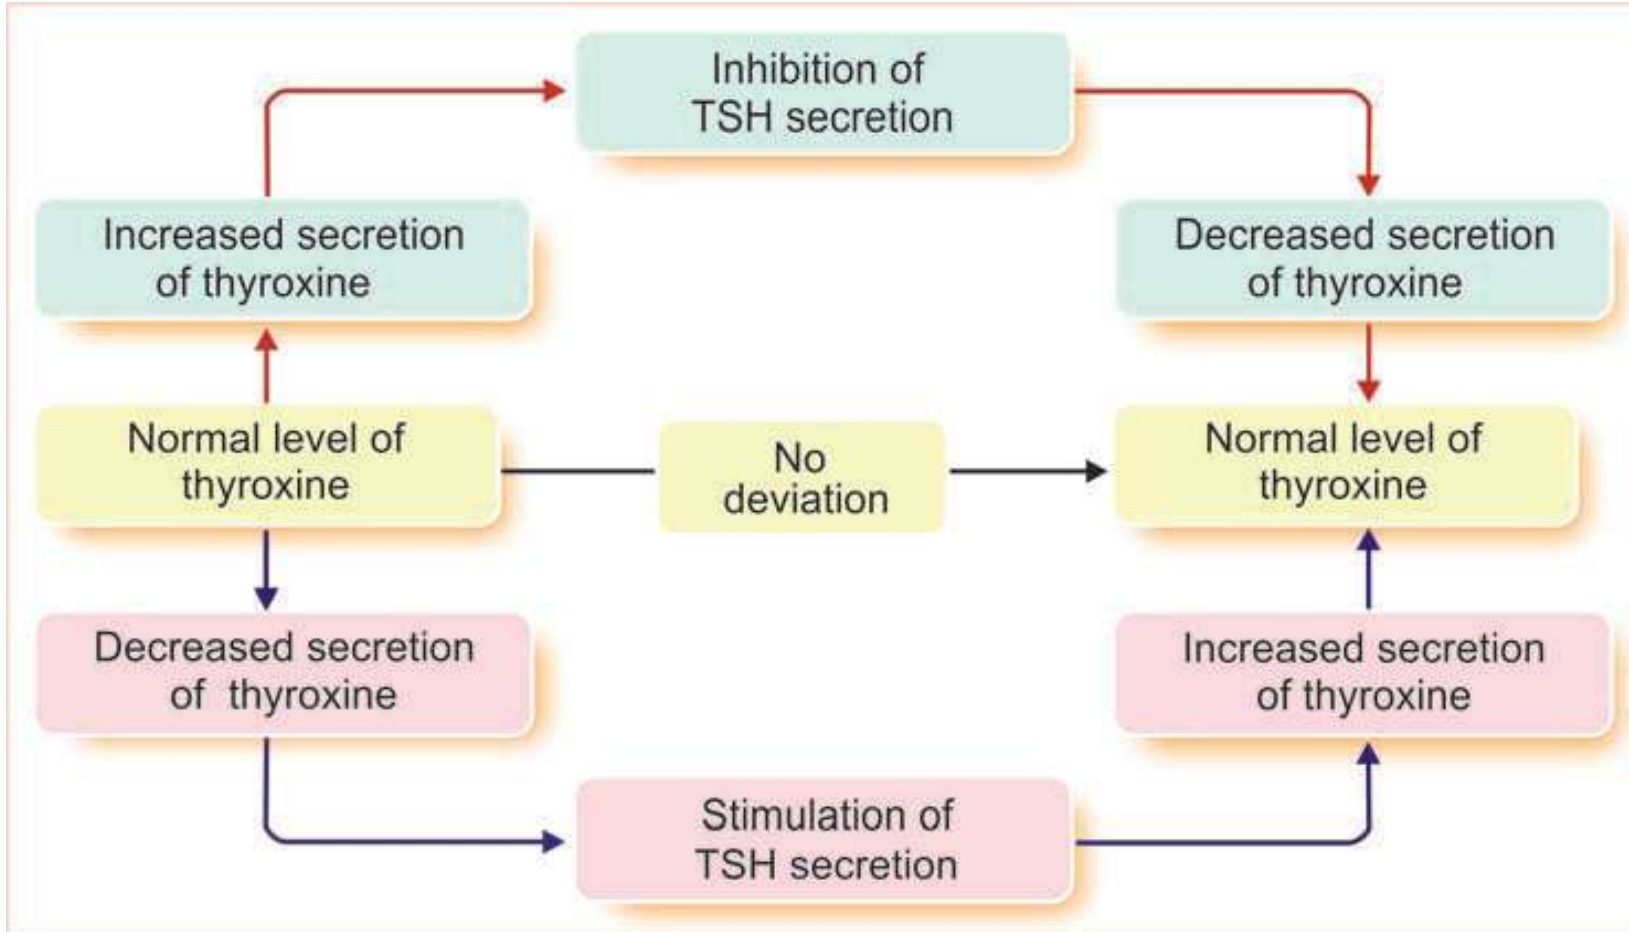 Inhibition of
TSH secretion
Increased secretion
of thyroxine
Decreased secretion
of thyroxine
Normal level of
thyroxine
No
deviation
Normal level of
thyroxine
Decreased secretion
of thyroxine
Increased secretion
of thyroxine
Stimulation of
TSH secretion